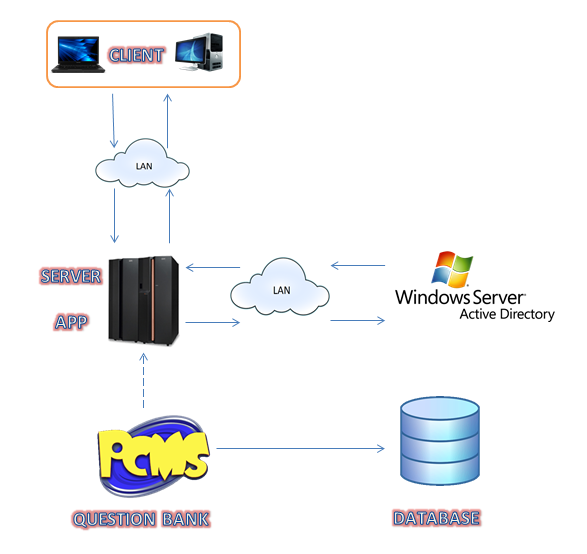 CLIENT
LAN
SERVER
APP
LAN
Windows Server
Active Directory
PCMS
QUESTION BANK
DATABASE